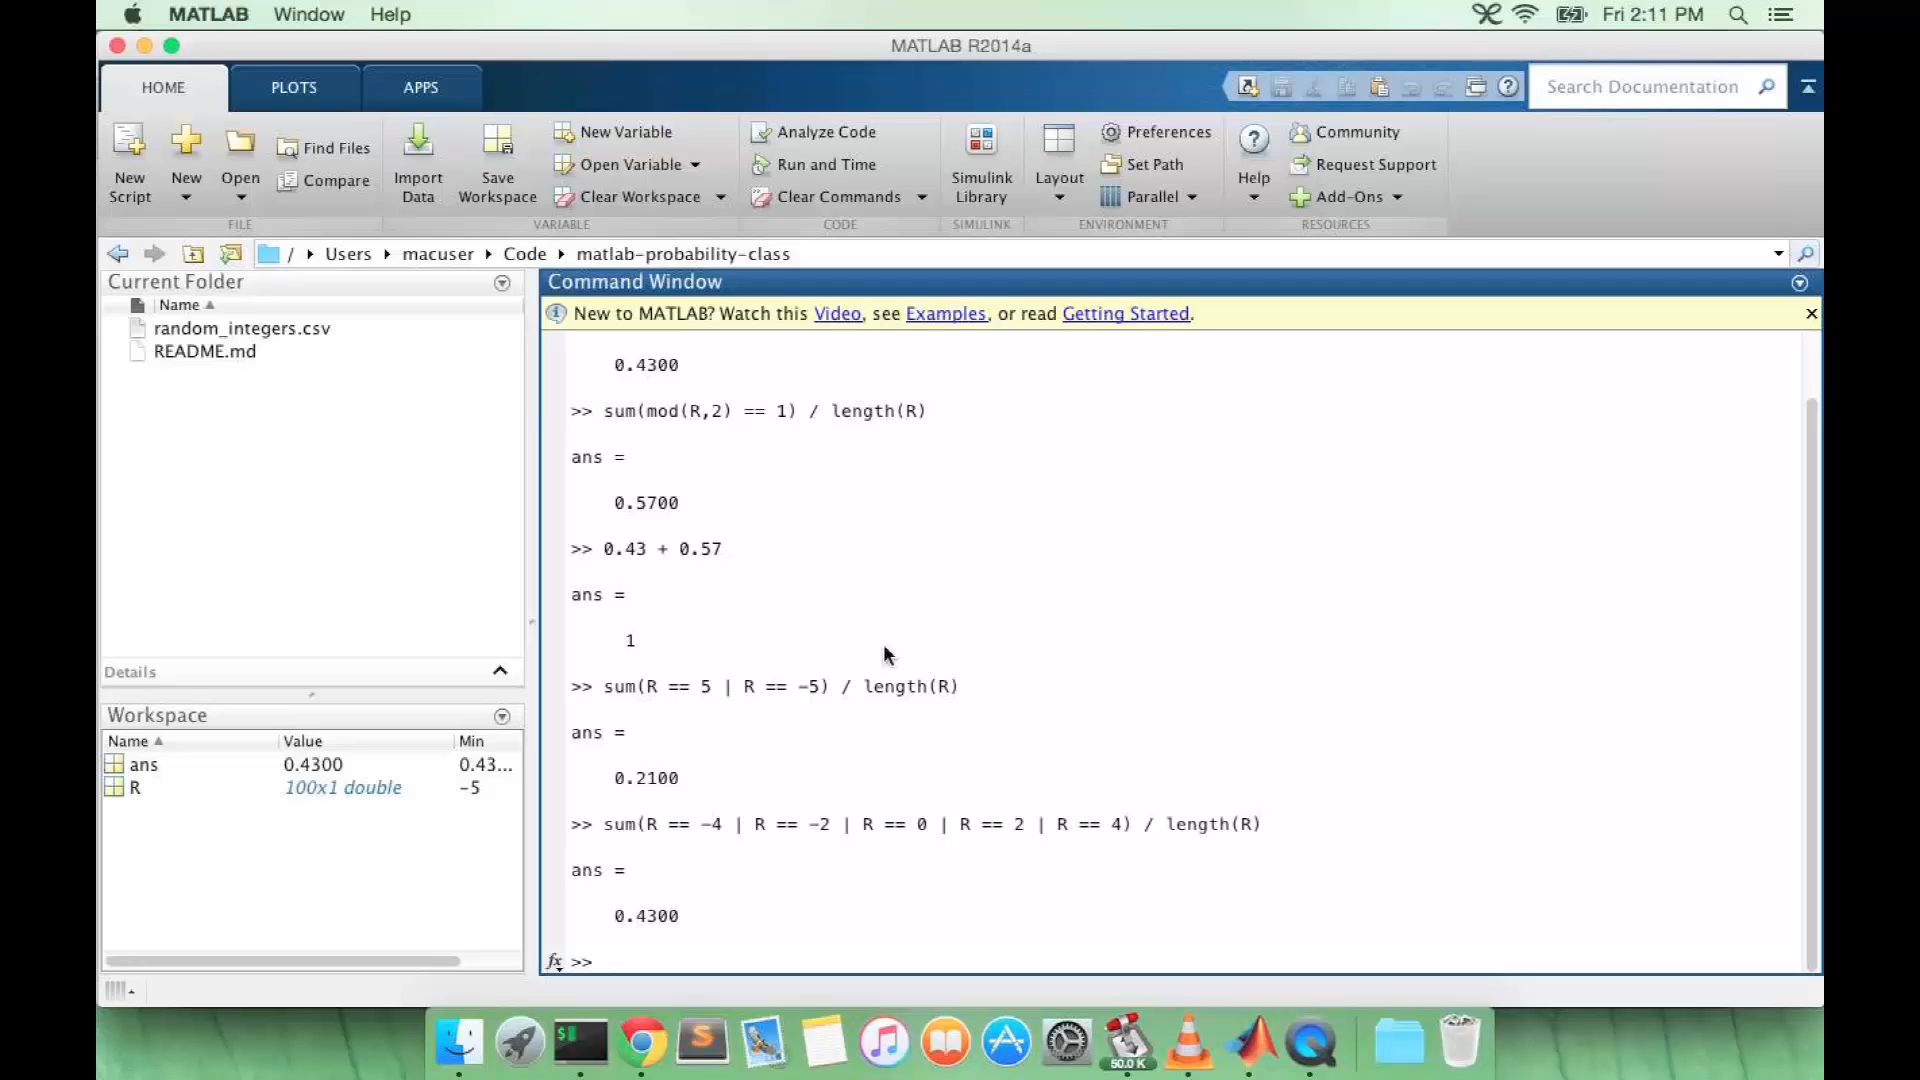 MATLAB Window Help Fri 2:11 PM
MATLAB R2014a
HOME PLOTS APPS Search Documentation
New Script
New
Open
Find Files
Compare
FILE
Import Data
Save Workspace
New Variable
Open Variable
Clear Workspace
VARIABLE
Analyze Code
Run and Time
Clear Commands
CODE
Simulink Library
SIMULINK
Layout
Preferences
Set Path
Parallel
ENVIRONMENT
Help
Community
Request Support
Add-Ons
RESOURCES
/ Users macuser Code matlab-probability-class
Current Folder
Name
random_integers.csv
README.md
Details
Workspace
Name Value Min
ans 0.4300 0.43...
R 100x1 double -5
Command Window
New to MATLAB? Watch this Video, see Examples, or read Getting Started.
0.4300
>> sum(mod(R,2) == 1) / length(R)
ans =
0.5700
>> 0.43 + 0.57
ans =
1
>> sum(R == 5 | R == -5) / length(R)
ans =
0.2100
>> sum(R == -4 | R == -2 | R == 0 | R == 2 | R == 4) / length(R)
ans =
0.4300
fx >>
50.0 K